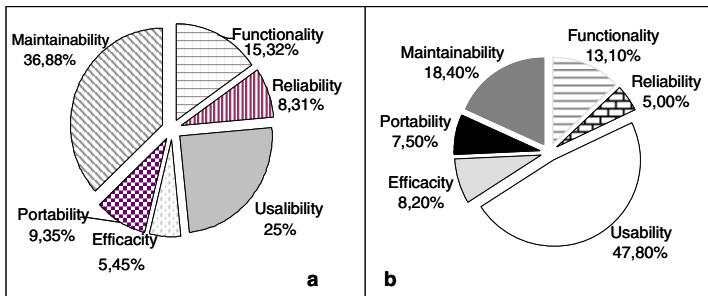 Functionality
15,32%
Reliability
8,31%
Usalibility
25%
Efficacity
5,45%
Portability
9,35%
Maintainability
36,88%
a
Functionality
13,10%
Reliability
5,00%
Usability
47,80%
Efficacity
8,20%
Portability
7,50%
Maintainability
18,40%
b